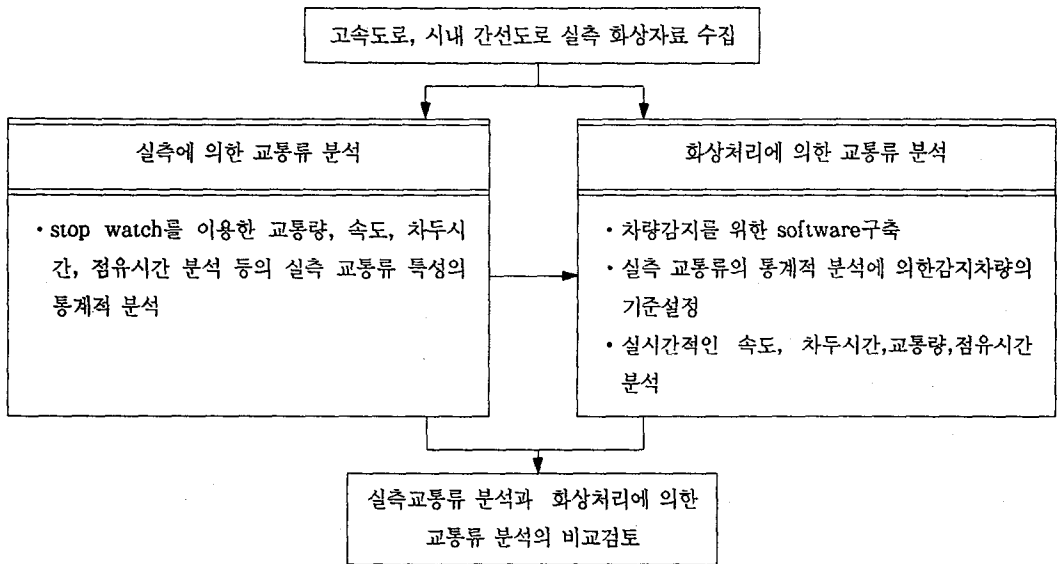 고속도로, 시내 간선도로 실측 화상자료 수집
실측에 의한 교통류 분석
• stop watch를 이용한 교통량, 속도, 차두시
간, 점유시간 분석 등의 실측 교통류 특성의
통계적 분석
화상처리에 의한 교통류 분석
• 차량감지를 위한 software구축
• 실측 교통류의 통계적 분석에 의한감지차량의
기준설정
• 실시간적인 속도, 차두시간,교통량,점유시간
분석
실측교통류 분석과 화상처리에 의한
교통류 분석의 비교검토